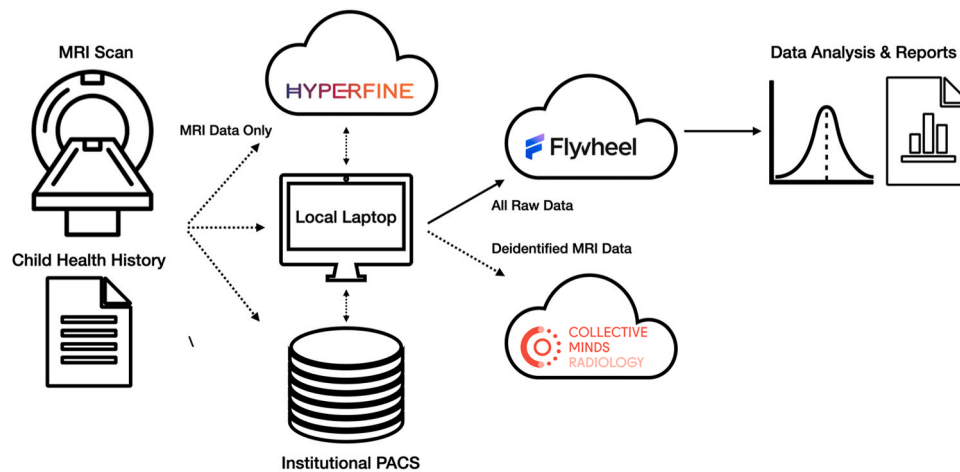 MRI Scan
HYPERFINE
Data Analysis & Reports
MRI Data Only
Flywheel
Local Laptop
All Raw Data
Child Health History
Deidentified MRI Data
\
COLLECTIVE
MINDS
RADIOLOGY
Institutional PACS